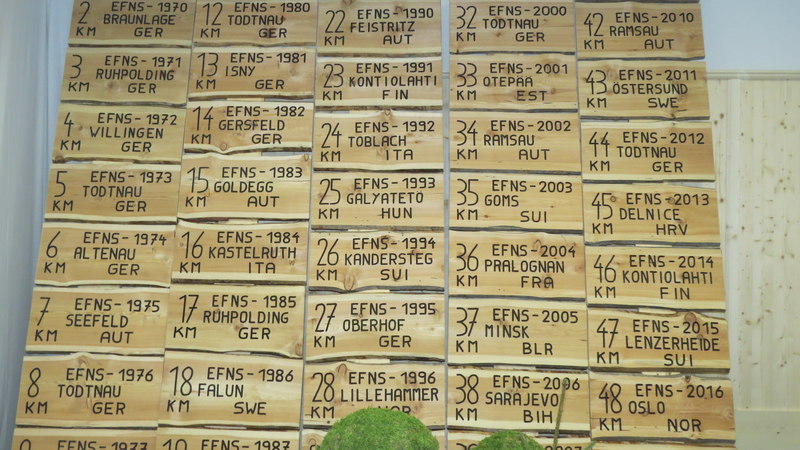 2 EFNS-1970
BRAUNLAGE
KM GER
3 EFNS-1971
RUHPOLDING
KM GER
4 EFNS-1972
WILLINGEN
KM GER
5 EFNS-1973
TODTNAU
KM GER
6 EFNS-1974
ALTENAU
KM GER
7 EFNS-1975
SEEFELD
KM AUT
8 EFNS-1976
TODTNAU
KM GER
12 EFNS-1980
TODTNAU
KM GER
13 EFNS-1981
ISNY
KM GER
14 EFNS-1982
GERSFELD
KM GER
15 EFNS-1983
GOLDEGG
KM AUT
16 EFNS-1984
KASTELRUTH
KM ITA
17 EFNS-1985
RUHPOLDING
KM GER
18 EFNS-1986
FALUN
KM SWE
EFNS-1987
22 EFNS-1990
FEISTRITZ
KM AUT
23 EFNS-1991
KONTIOLAHTI
KM FIN
24 EFNS-1992
TOBLACH
KM ITA
25 EFNS-1993
GALYATETO
KM HUN
26 EFNS-1994
KANDERSTEG
KM SUI
27 EFNS-1995
OBERHOF
KM GER
28 EFNS-1996
LILLEHAMMER
KM NOR
32 EFNS-2000
TODTNAU
KM GER
33 EFNS-2001
OTEPÄÄ
KM EST
34 EFNS-2002
RAMSAU
KM AUT
35 EFNS-2003
GOMS
KM SUI
36 EFNS-2004
PRALOGNAN
KM FRA
37 EFNS-2005
MINSK
KM BLR
38 EFNS-2006
SARAJEVO
KM BIH
42 EFNS-2010
RAMSAU
KM AUT
43 EFNS-2011
ÖSTERSUND
KM SWE
44 EFNS-2012
TODTNAU
KM GER
45 EFNS-2013
DELNICE
KM HRV
46 EFNS-2014
KONTIOLAHTI
KM FIN
47 EFNS-2015
LENZERHEIDE
KM SUI
48 EFNS-2016
OSLO
KM NOR